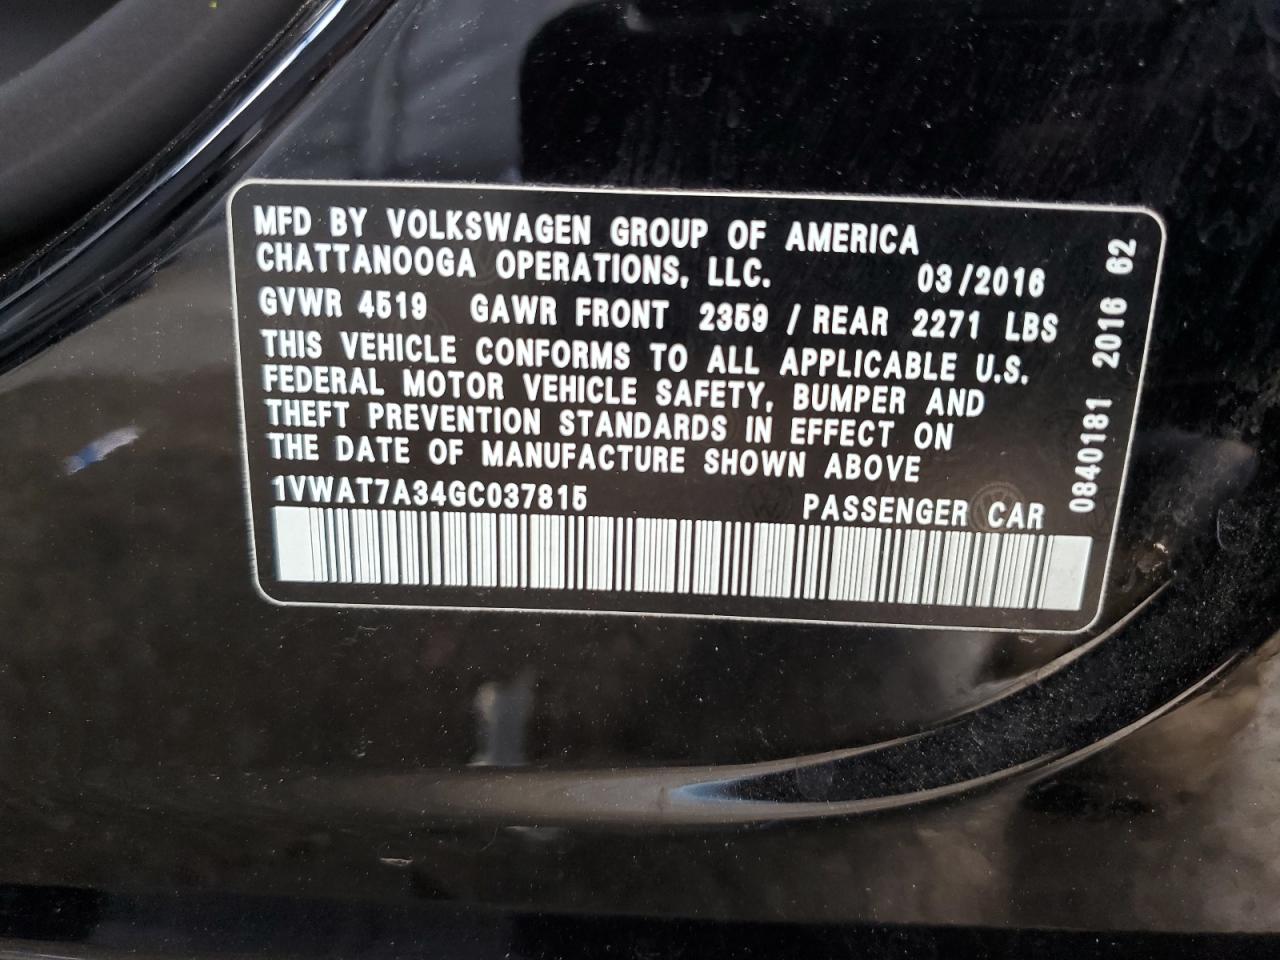 MFD BY VOLKSWAGEN GROUP OF AMERICA
CHATTANOOGA OPERATIONS, LLC. 03/2016
GVWR 4519 GAWR FRONT 2359 / REAR 2271 LBS
THIS VEHICLE CONFORMS TO ALL APPLICABLE U.S.
FEDERAL MOTOR VEHICLE SAFETY, BUMPER AND
THEFT PREVENTION STANDARDS IN EFFECT ON
THE DATE OF MANUFACTURE SHOWN ABOVE
1VWAT7A34GC037815 PASSENGER CAR
0840181 2016 62